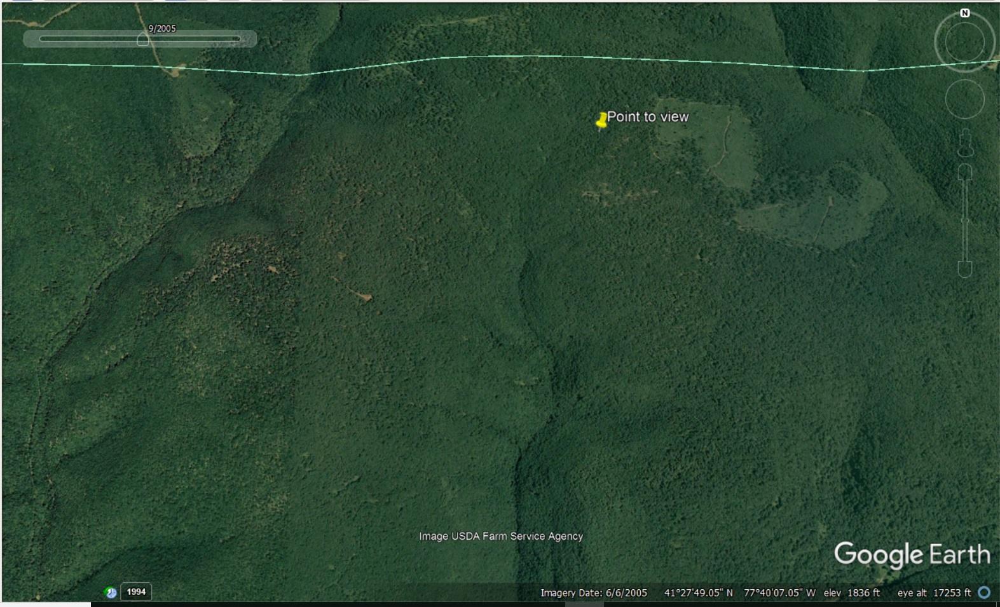 N
9/2005
Point to view
Image USDA Farm Service Agency
Google Earth
1994
Imagery Date: 6/6/2005 41°27'49.05" N 77°40'07.05" W elev 1836 ft eye alt 17253 ft